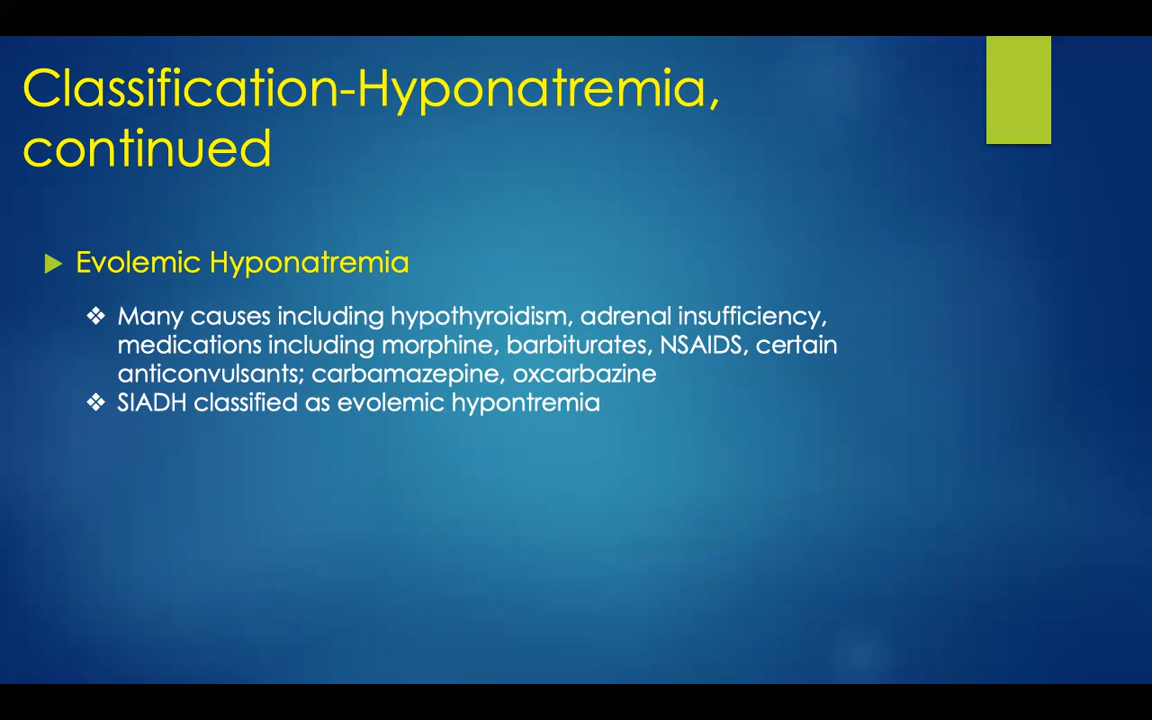 Classification-Hyponatremia,
continued
Evolemic Hyponatremia
Many causes including hypothyroidism, adrenal insufficiency,
medications including morphine, barbiturates, NSAIDS, certain
anticonvulsants; carbamazepine, oxcarbazine
SIADH classified as evolemic hypontremia